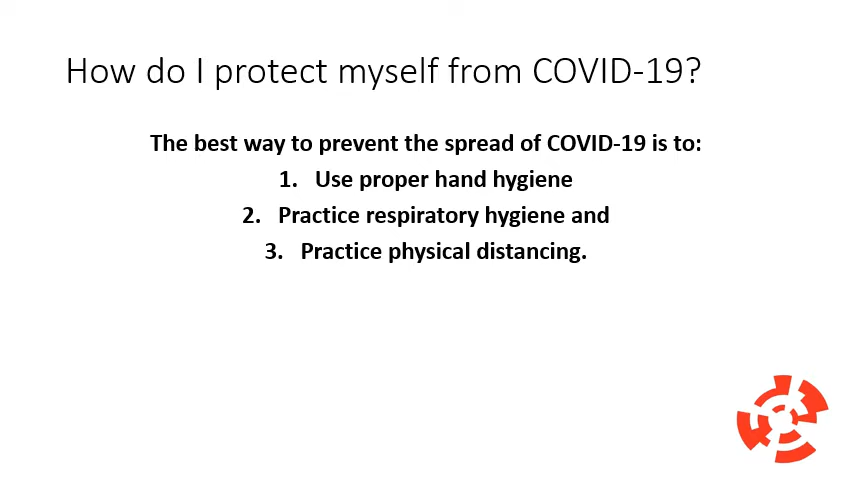 How do I protect myself from COVID-19?
The best way to prevent the spread of COVID-19 is to:
1. Use proper hand hygiene
2. Practice respiratory hygiene and
3. Practice physical distancing.